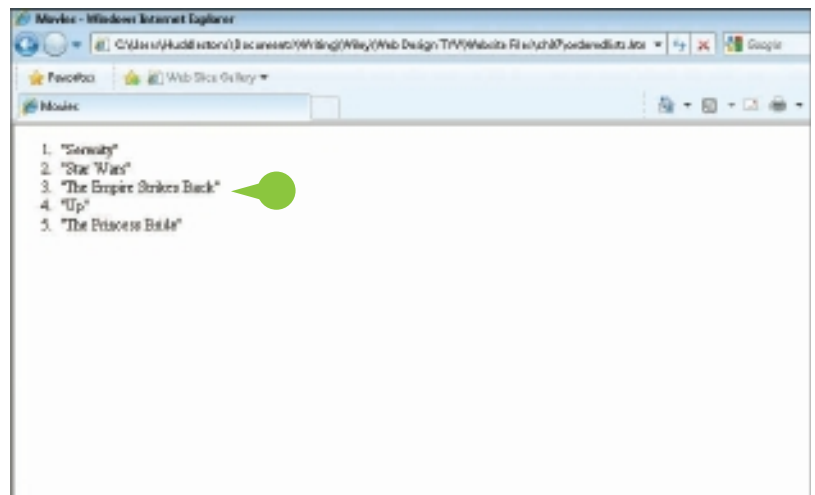 Movies - Windows Internet Explorer
Google
Favorites Web Slice Gallery
Movies
1. "Serenity"
2. "Star Wars"
3. "The Empire Strikes Back"
4. "Up"
5. "The Princess Bride"